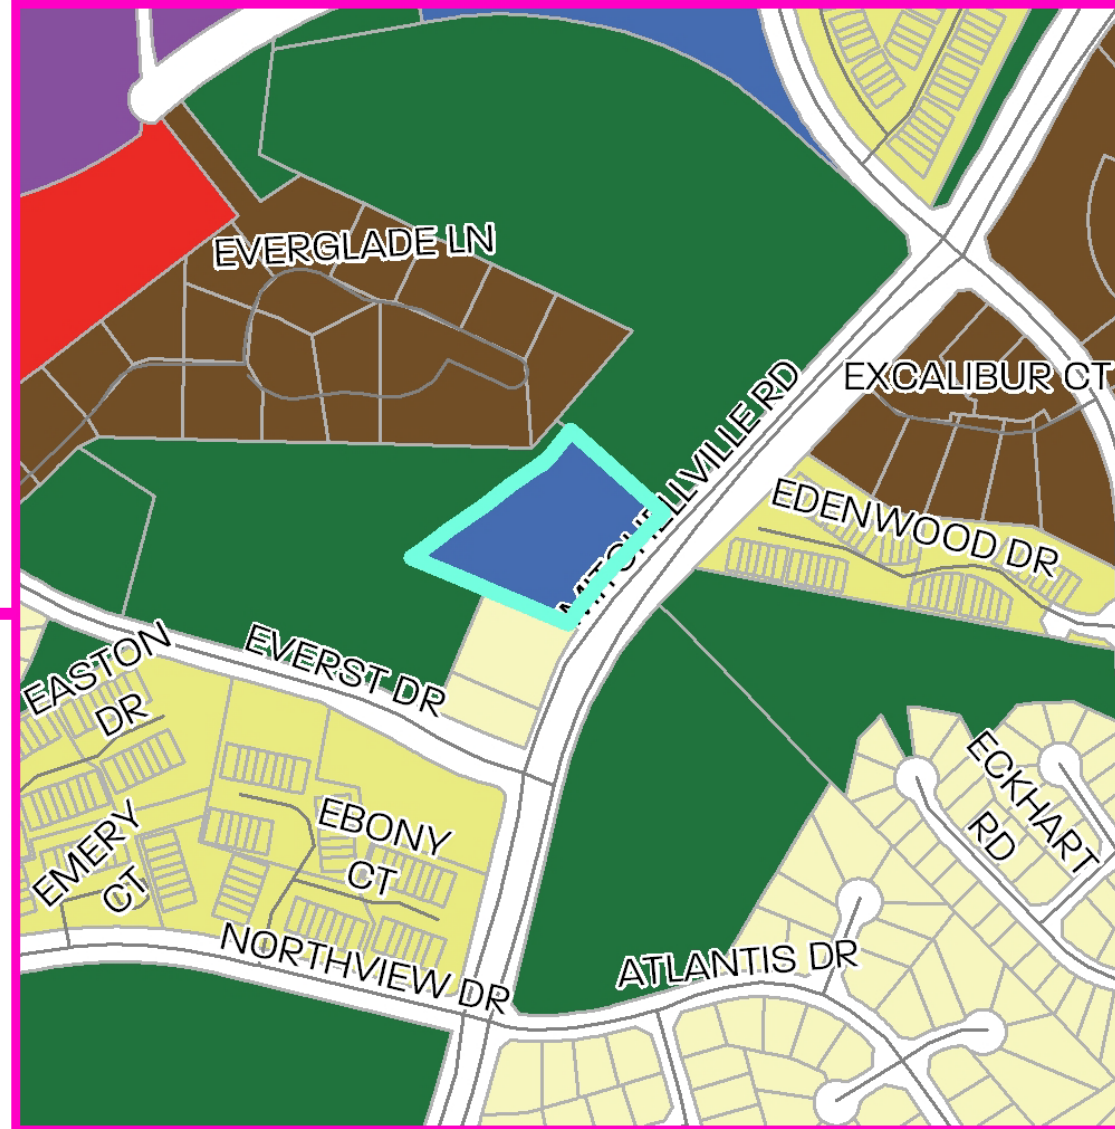 EVERGLADE LN
MITCHELLVILLE RD
EXCALIBUR CT
EDENWOOD DR
EASTON
DR
EVERST DR
ECKHART
RD
EBONY
CT
EMERY
CT
NORTHVIEW DR
ATLANTIS DR